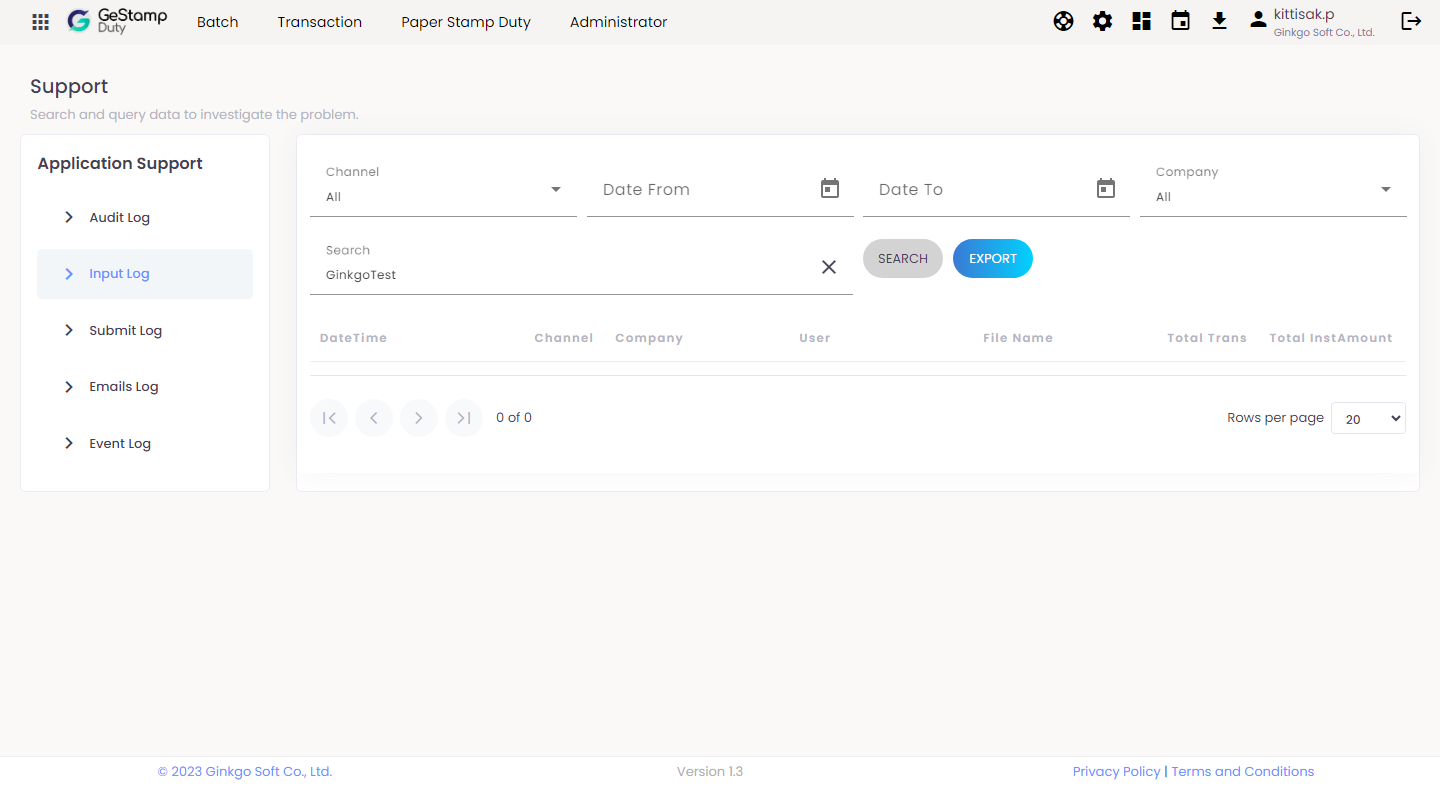 GeStamp
Duty
Batch
Transaction
Paper Stamp Duty
Administrator
kittisak.p
Ginkgo Soft Co., Ltd.
Support
Search and query data to investigate the problem.
Application Support
Audit Log
Input Log
Submit Log
Emails Log
Event Log
Channel
All
Date From
Date To
Company
All
Search
GinkgoTest
SEARCH
EXPORT
DateTime Channel Company User File Name Total Trans Total InstAmount
0 of 0
Rows per page 20
© 2023 Ginkgo Soft Co., Ltd.
Version 1.3
Privacy Policy | Terms and Conditions